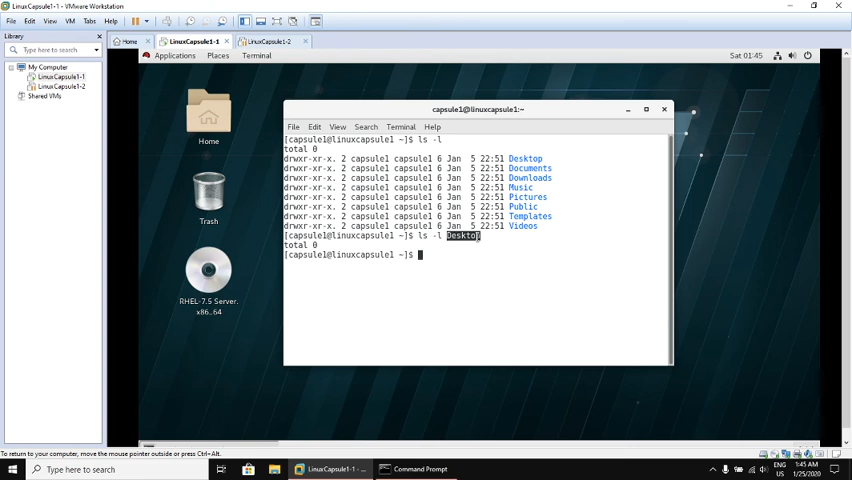 LinuxCapsule1-1 - VMware Workstation
File Edit View VM Tabs Help
Library
Type here to search
My Computer
LinuxCapsule1-1
LinuxCapsule1-2
Shared VMs
Home LinuxCapsule1-1 LinuxCapsule1-2
Applications Places Terminal Sat 01:45
Home
Trash
RHEL-7.5 Server.
x86_64
capsule1@linuxcapsule1:~
File Edit View Search Terminal Help
[capsule1@linuxcapsule1 ~]$ ls -l
total 0
drwxr-xr-x. 2 capsule1 capsule1 6 Jan  5 22:51 Desktop
drwxr-xr-x. 2 capsule1 capsule1 6 Jan  5 22:51 Documents
drwxr-xr-x. 2 capsule1 capsule1 6 Jan  5 22:51 Downloads
drwxr-xr-x. 2 capsule1 capsule1 6 Jan  5 22:51 Music
drwxr-xr-x. 2 capsule1 capsule1 6 Jan  5 22:51 Pictures
drwxr-xr-x. 2 capsule1 capsule1 6 Jan  5 22:51 Public
drwxr-xr-x. 2 capsule1 capsule1 6 Jan  5 22:51 Templates
drwxr-xr-x. 2 capsule1 capsule1 6 Jan  5 22:51 Videos
[capsule1@linuxcapsule1 ~]$ ls -l Desktop
total 0
[capsule1@linuxcapsule1 ~]$
To return to your computer, move the mouse pointer outside or press Ctrl+Alt.
Type here to search
LinuxCapsule1-1 - ...
Command Prompt
ENG
US
1:45 AM
1/25/2020